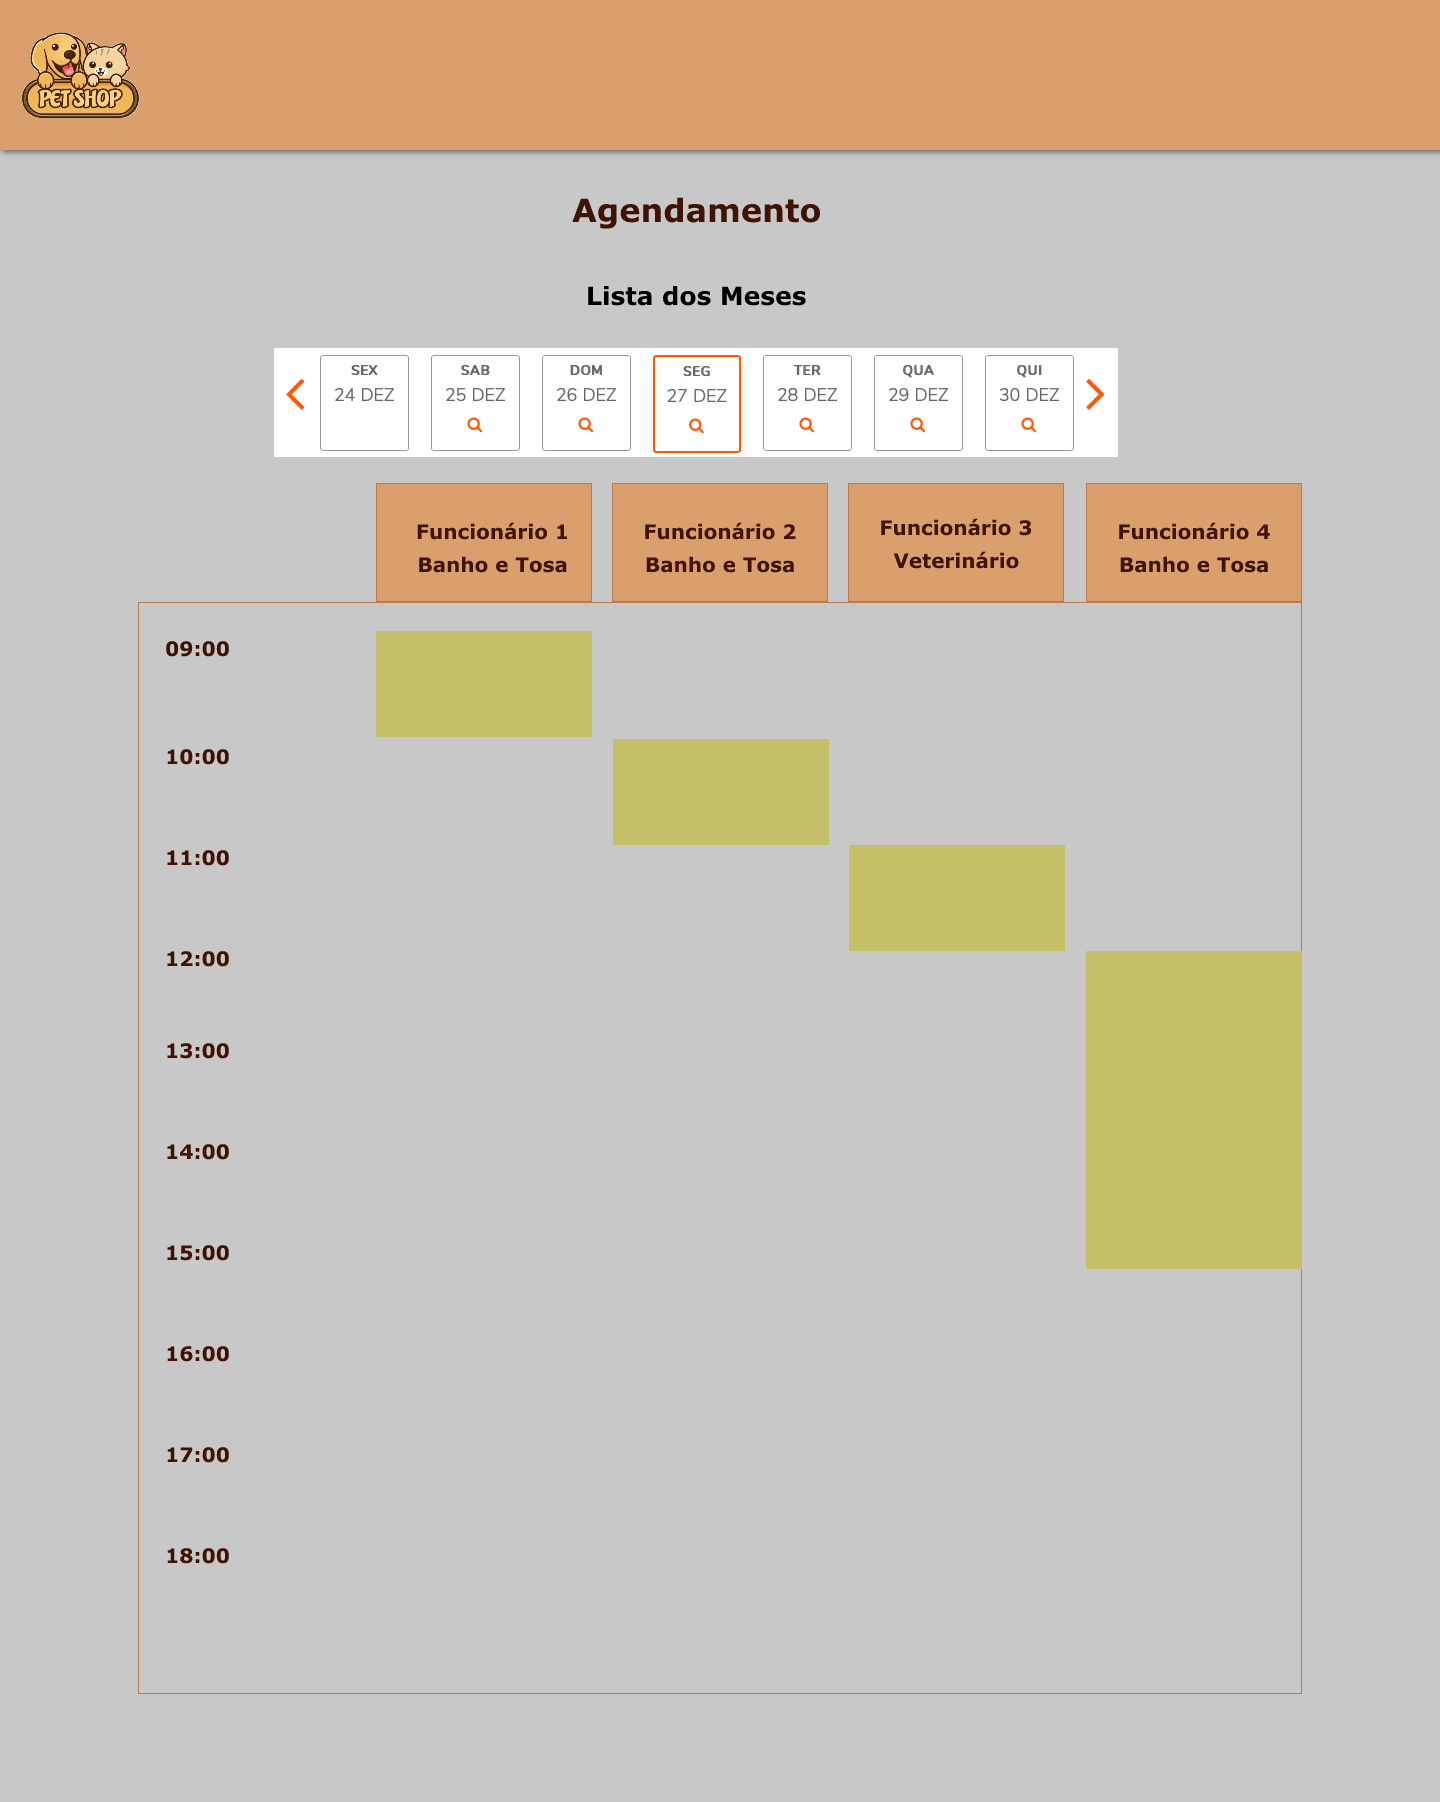 PET SHOP
Agendamento
Lista dos Meses
SEX SAB DOM SEG TER QUA QUI
24 DEZ 25 DEZ 26 DEZ 27 DEZ 28 DEZ 29 DEZ 30 DEZ
Funcionário 1 Funcionário 2 Funcionário 3 Funcionário 4
Banho e Tosa Banho e Tosa Veterinário Banho e Tosa
09:00
10:00
11:00
12:00
13:00
14:00
15:00
16:00
17:00
18:00